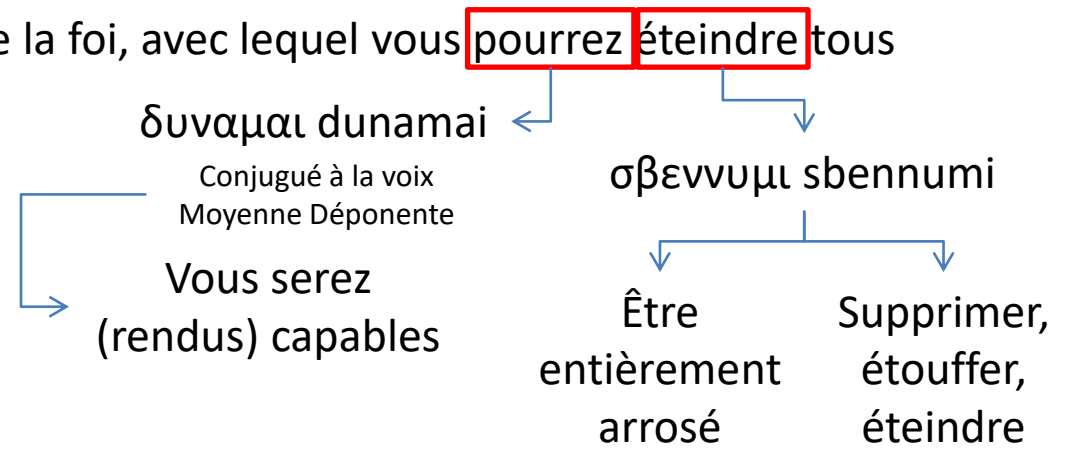 e la foi, avec lequel vous pourrez éteindre tous
δυναμαι dunamai
Conjugué à la voix
Moyenne Déponente
Vous serez
(rendus) capables
σβεννυμι sbennumi
Être
entièrement
arrosé
Supprimer,
étouffer,
éteindre